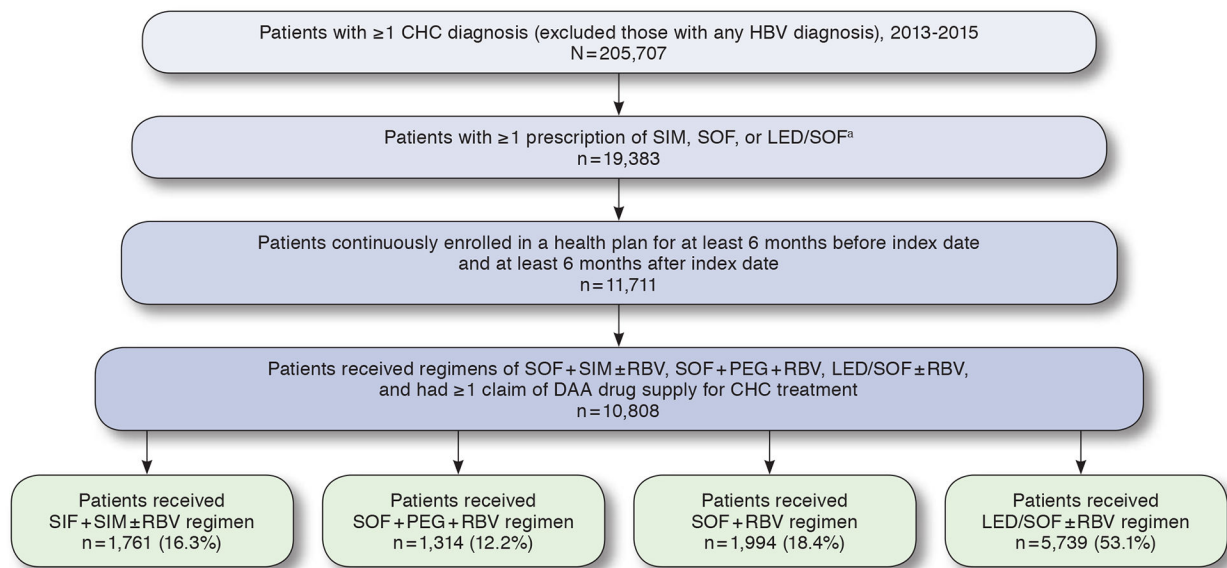 Patients with ≥1 CHC diagnosis (excluded those with any HBV diagnosis), 2013-2015
N=205,707
Patients with ≥1 prescription of SIM, SOF, or LED/SOFᵃ
n=19,383
Patients continuously enrolled in a health plan for at least 6 months before index date
and at least 6 months after index date
n=11,711
Patients received regimens of SOF+SIM±RBV, SOF+PEG+RBV, LED/SOF±RBV,
and had ≥1 claim of DAA drug supply for CHC treatment
n=10,808
Patients received
SIF+SIM±RBV regimen
n=1,761 (16.3%)
Patients received
SOF+PEG+RBV regimen
n=1,314 (12.2%)
Patients received
SOF+RBV regimen
n=1,994 (18.4%)
Patients received
LED/SOF±RBV regimen
n=5,739 (53.1%)